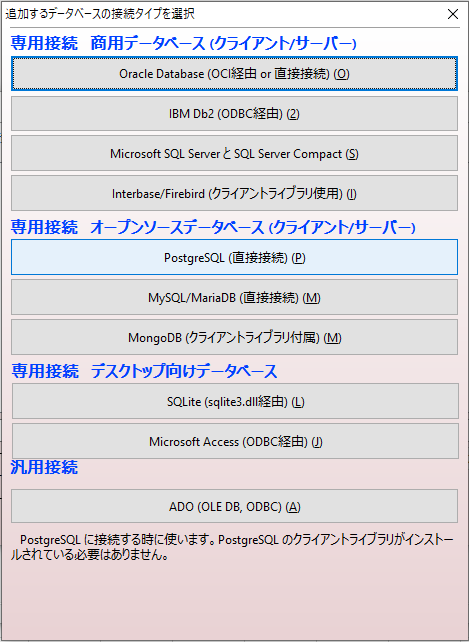 追加するデータベースの接続タイプを選択
専用接続 商用データベース (クライアント/サーバー)
Oracle Database (OCI経由 or 直接接続) (O)
IBM Db2 (ODBC経由) (2)
Microsoft SQL Server と SQL Server Compact (S)
Interbase/Firebird (クライアントライブラリ使用) (I)
専用接続 オープンソースデータベース (クライアント/サーバー)
PostgreSQL (直接接続) (P)
MySQL/MariaDB (直接接続) (M)
MongoDB (クライアントライブラリ付属) (M)
専用接続 デスクトップ向けデータベース
SQLite (sqlite3.dll経由) (L)
Microsoft Access (ODBC経由) (J)
汎用接続
ADO (OLE DB, ODBC) (A)
PostgreSQL に接続する時に使います。PostgreSQL のクライアントライブラリがインストー
ルされている必要はありません。